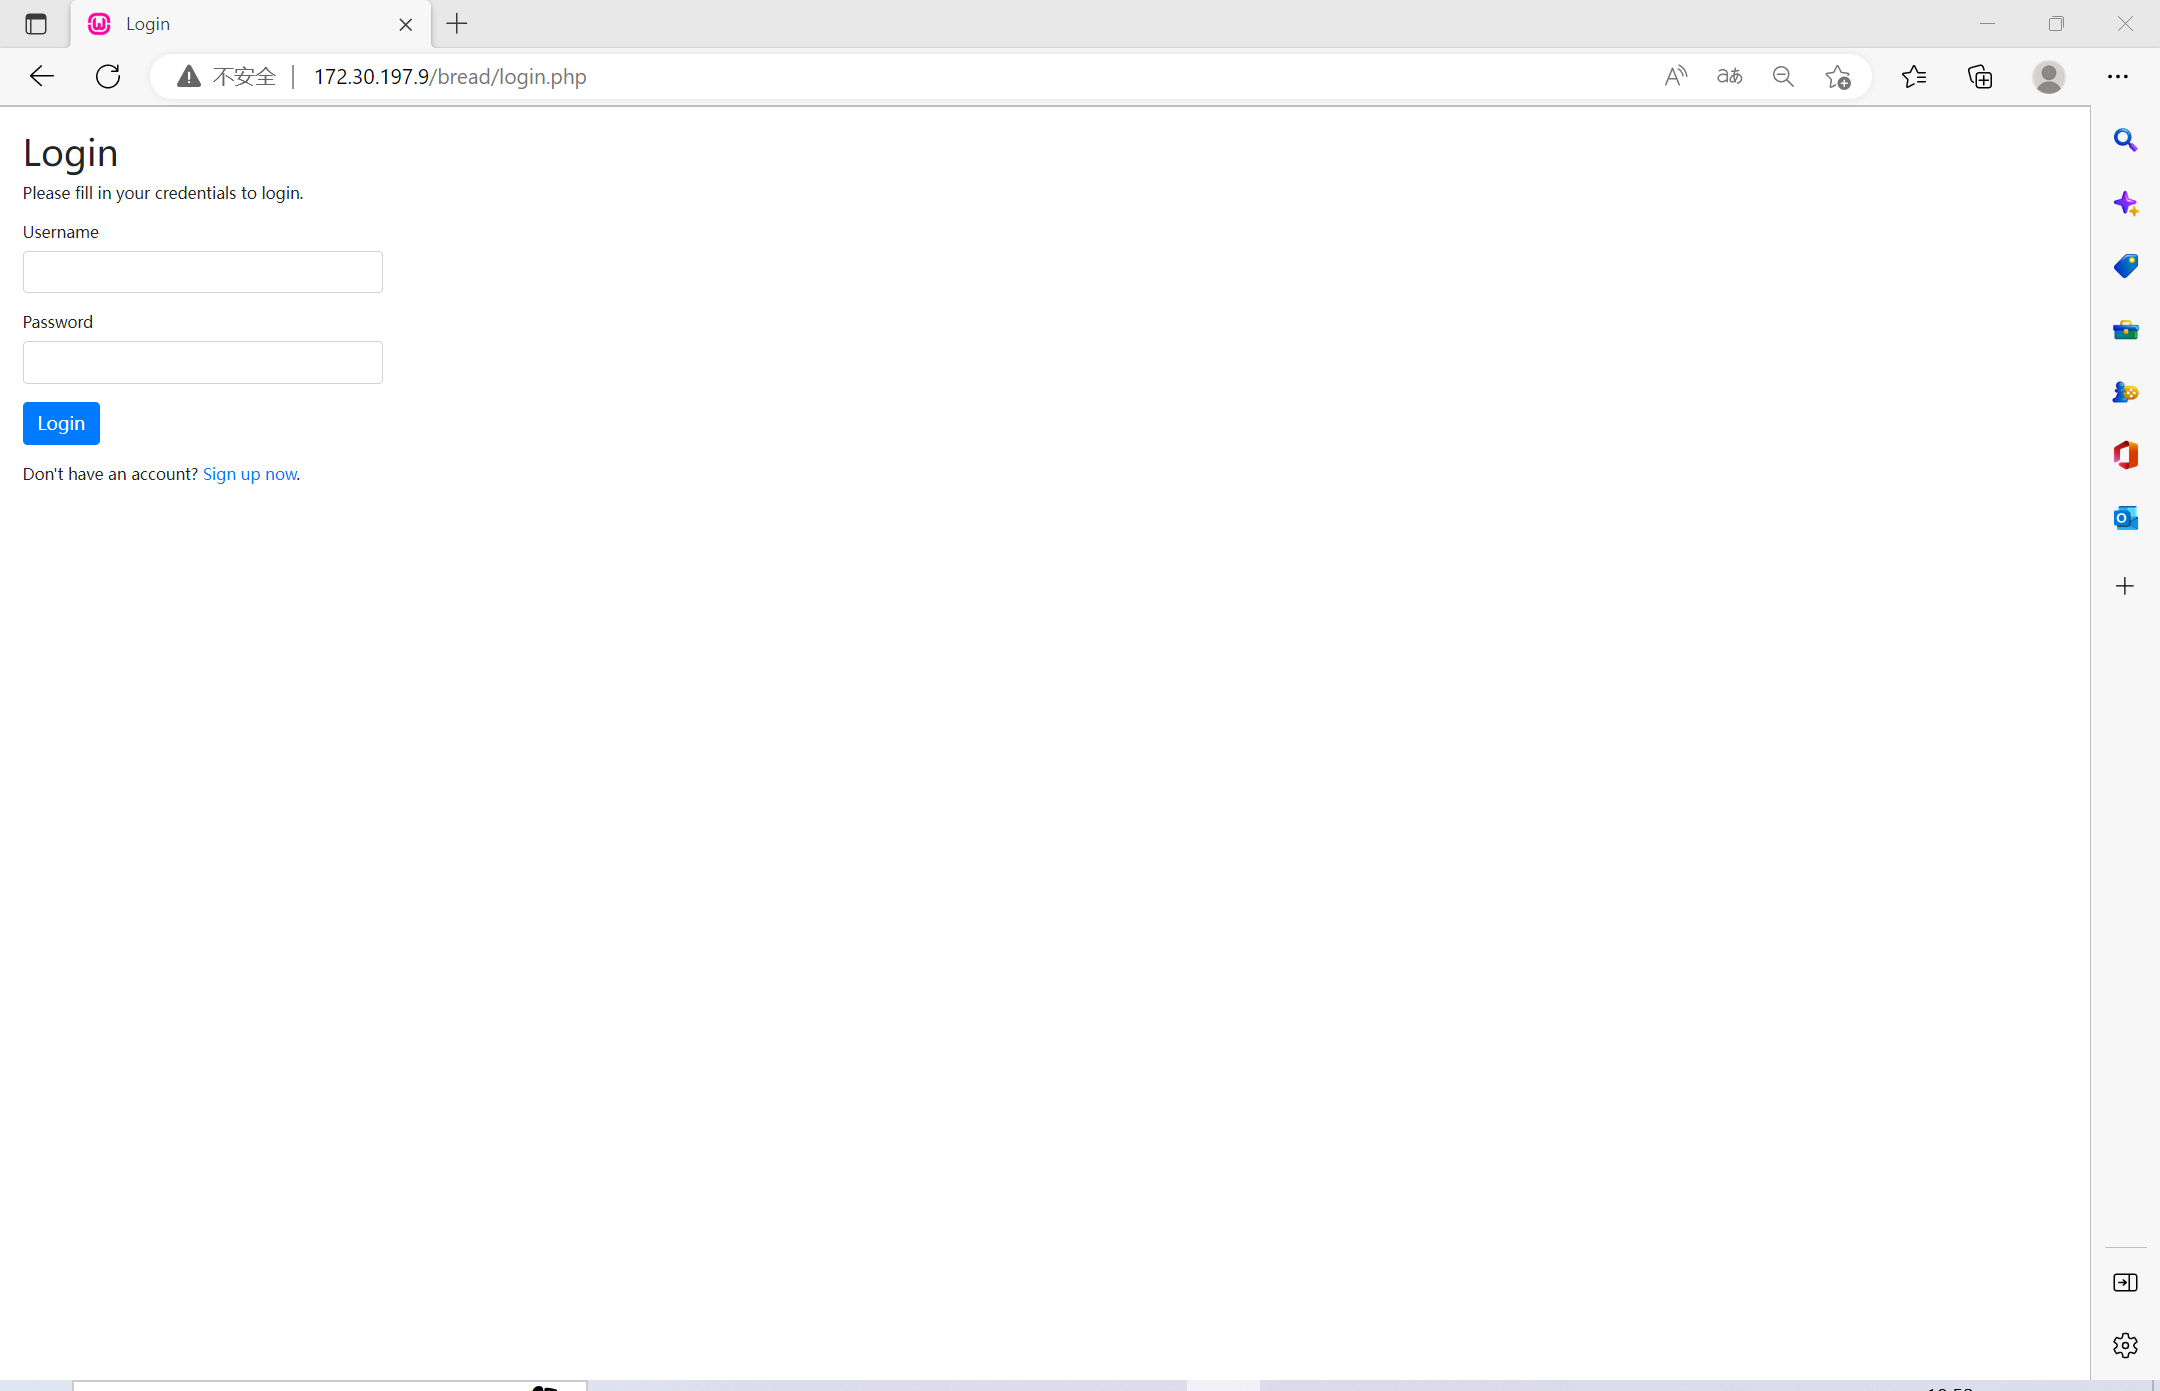 Login
不安全 172.30.197.9/bread/login.php
Login
Please fill in your credentials to login.
Username
Password
Login
Don't have an account? Sign up now.